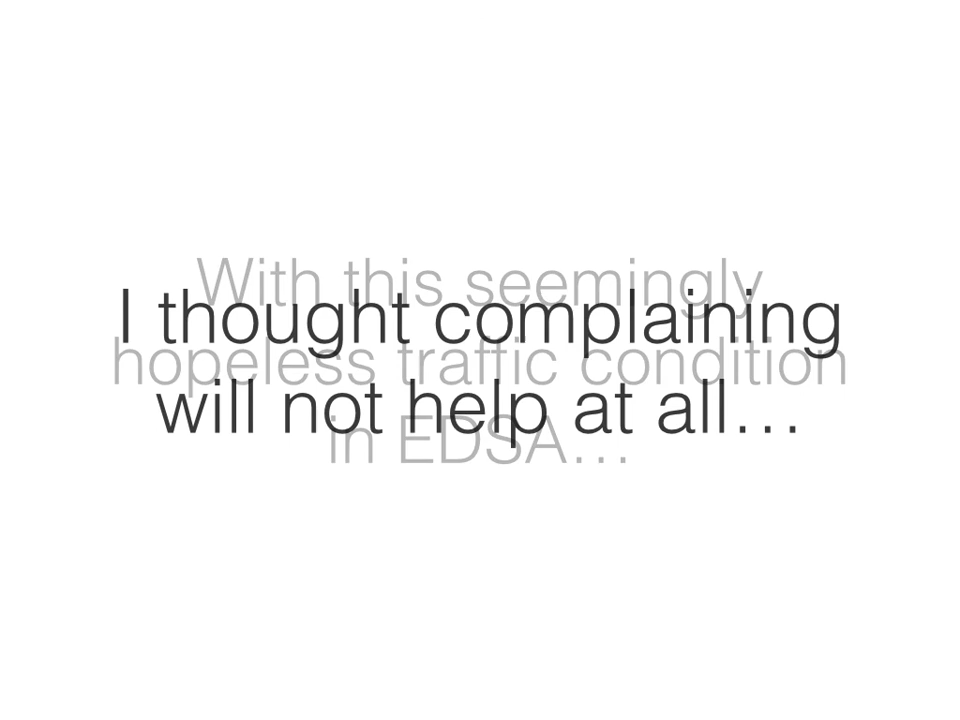 With this seemingly
hopeless traffic condition
in EDSA…
I thought complaining
will not help at all…